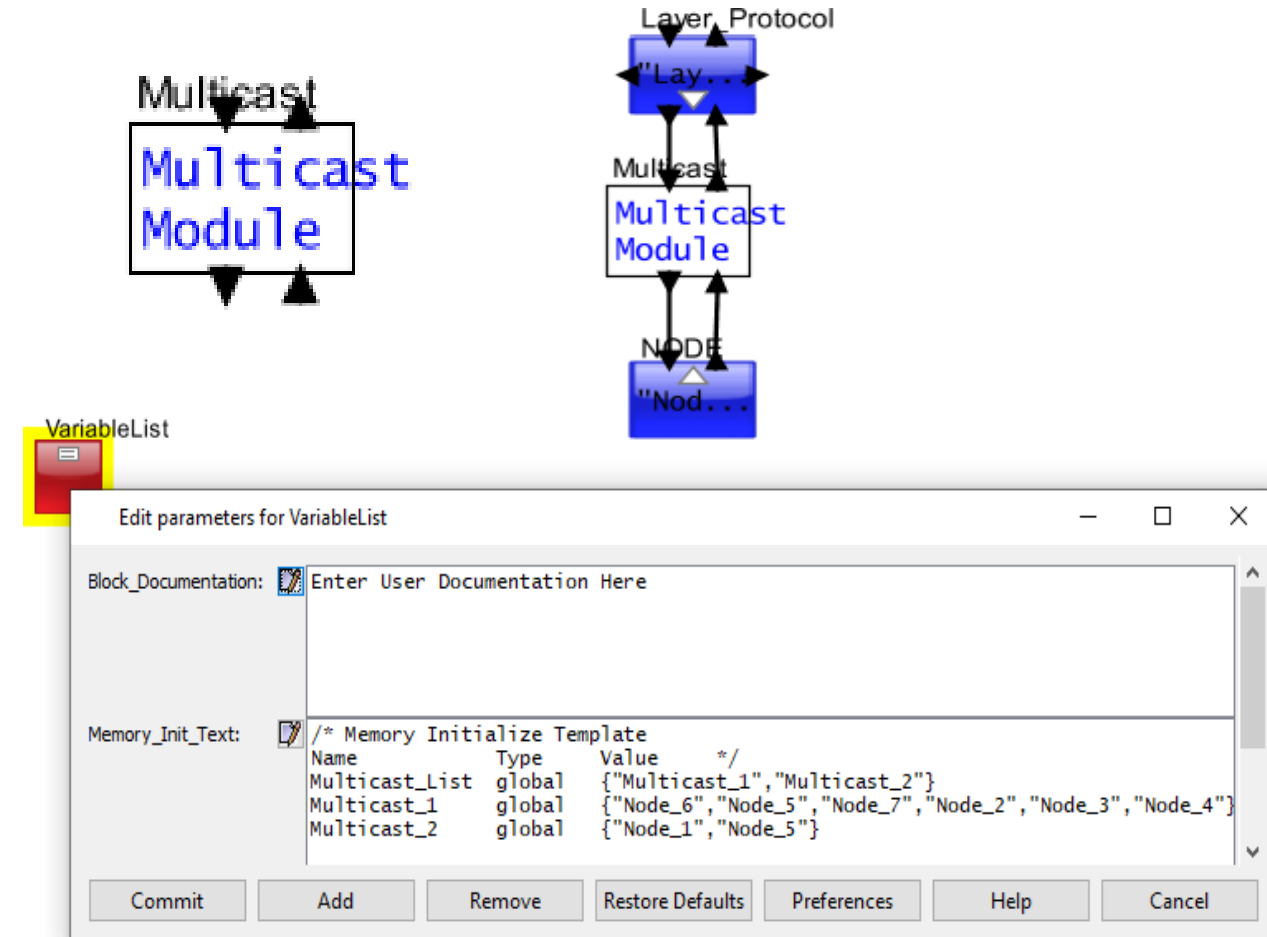 Layer_Protocol
"Lay...
Multicast
Multicast
Module
Multicast
Multicast
Module
NODE
"Nod...
VariableList
Edit parameters for VariableList
Block_Documentation:
Enter User Documentation Here
Memory_Init_Text:
/* Memory Initialize Template
Name Type Value */
Multicast_List global {"Multicast_1","Multicast_2"}
Multicast_1 global {"Node_6","Node_5","Node_7","Node_2","Node_3","Node_4"}
Multicast_2 global {"Node_1","Node_5"}
Commit Add Remove Restore Defaults Preferences Help Cancel